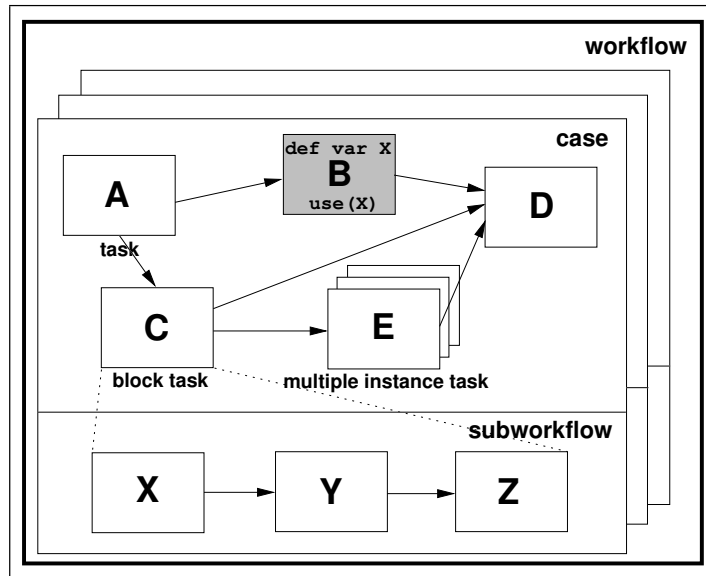 workflow
case
def var X
A
B
use(X)
D
task
C
E
block task
multiple instance task
subworkflow
X
Y
Z